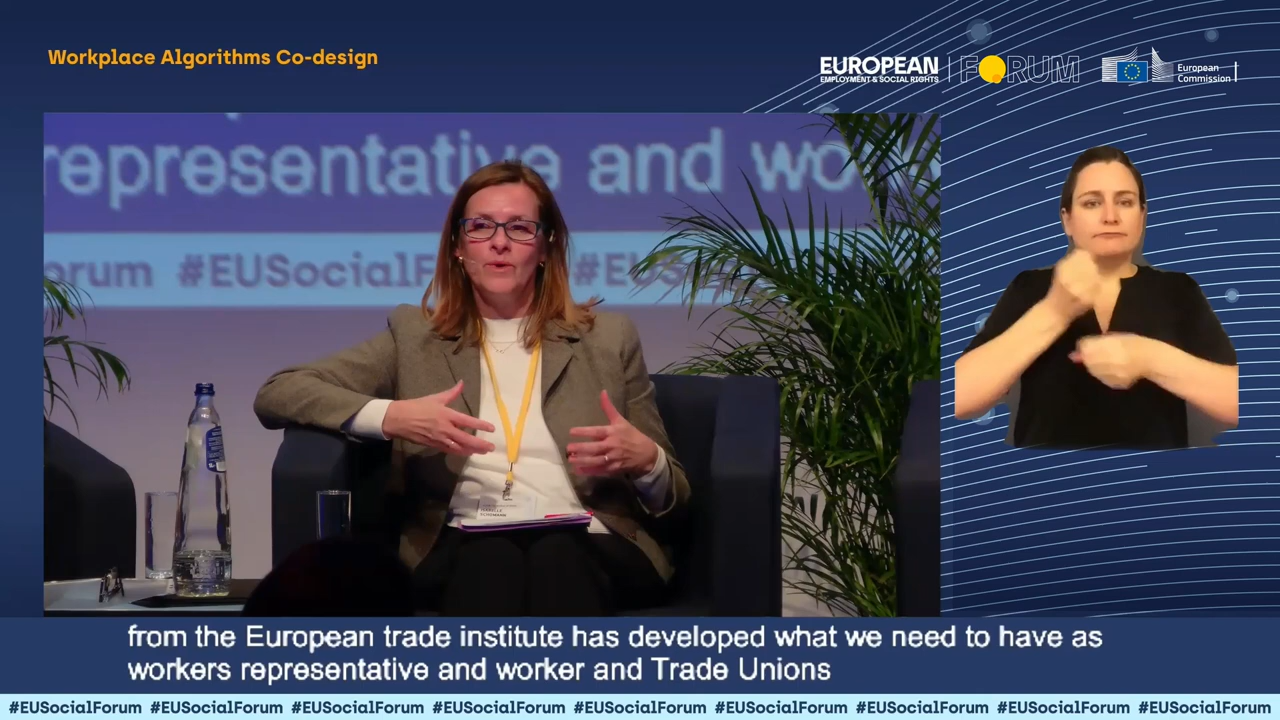 Workplace Algorithms Co-design
EUROPEAN
EMPLOYMENT & SOCIAL RIGHTS
FORUM
European
Commission
representative and wo
orum #EUSocialF #EUS
from the European trade institute has developed what we need to have as
workers representative and worker and Trade Unions
#EUSocialForum #EUSocialForum #EUSocialForum #EUSocialForum #EUSocialForum #EUSocialForum #EUSocialForum #EUSocialForum #EUSocialForum